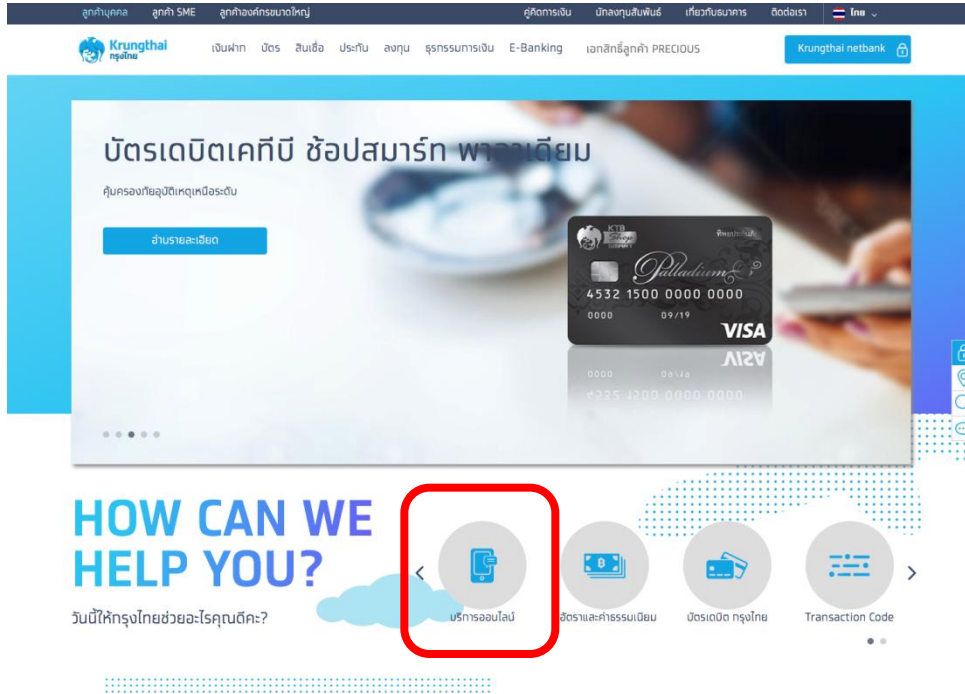 ลูกค้าบุคคล ลูกค้า SME ลูกค้าองค์กรขนาดใหญ่ คู่คิดการเงิน นักลงทุนสัมพันธ์ เกี่ยวกับธนาคาร ติดต่อเรา ไทย
Krungthai
กรุงไทย
เงินฝาก บัตร สินเชื่อ ประกัน ลงทุน ธุรกรรมการเงิน E-Banking เอกสิทธิ์ลูกค้า PRECIOUS Krungthai netbank
บัตรเดบิตเคทีบี ช้อปสมาร์ท พาลาเดียม
คุ้มครองภัยอุบัติเหตุเหนือระดับ
อ่านรายละเอียด
KTB
ทิพยประกันภัย
Palladium
4532 1500 0000 0000
0000 09/19
VISA
HOW CAN WE
HELP YOU?
วันนี้ให้กรุงไทยช่วยอะไรคุณดีคะ?
บริการออนไลน์ อัตราและค่าธรรมเนียม บัตรเดบิต กรุงไทย Transaction Code